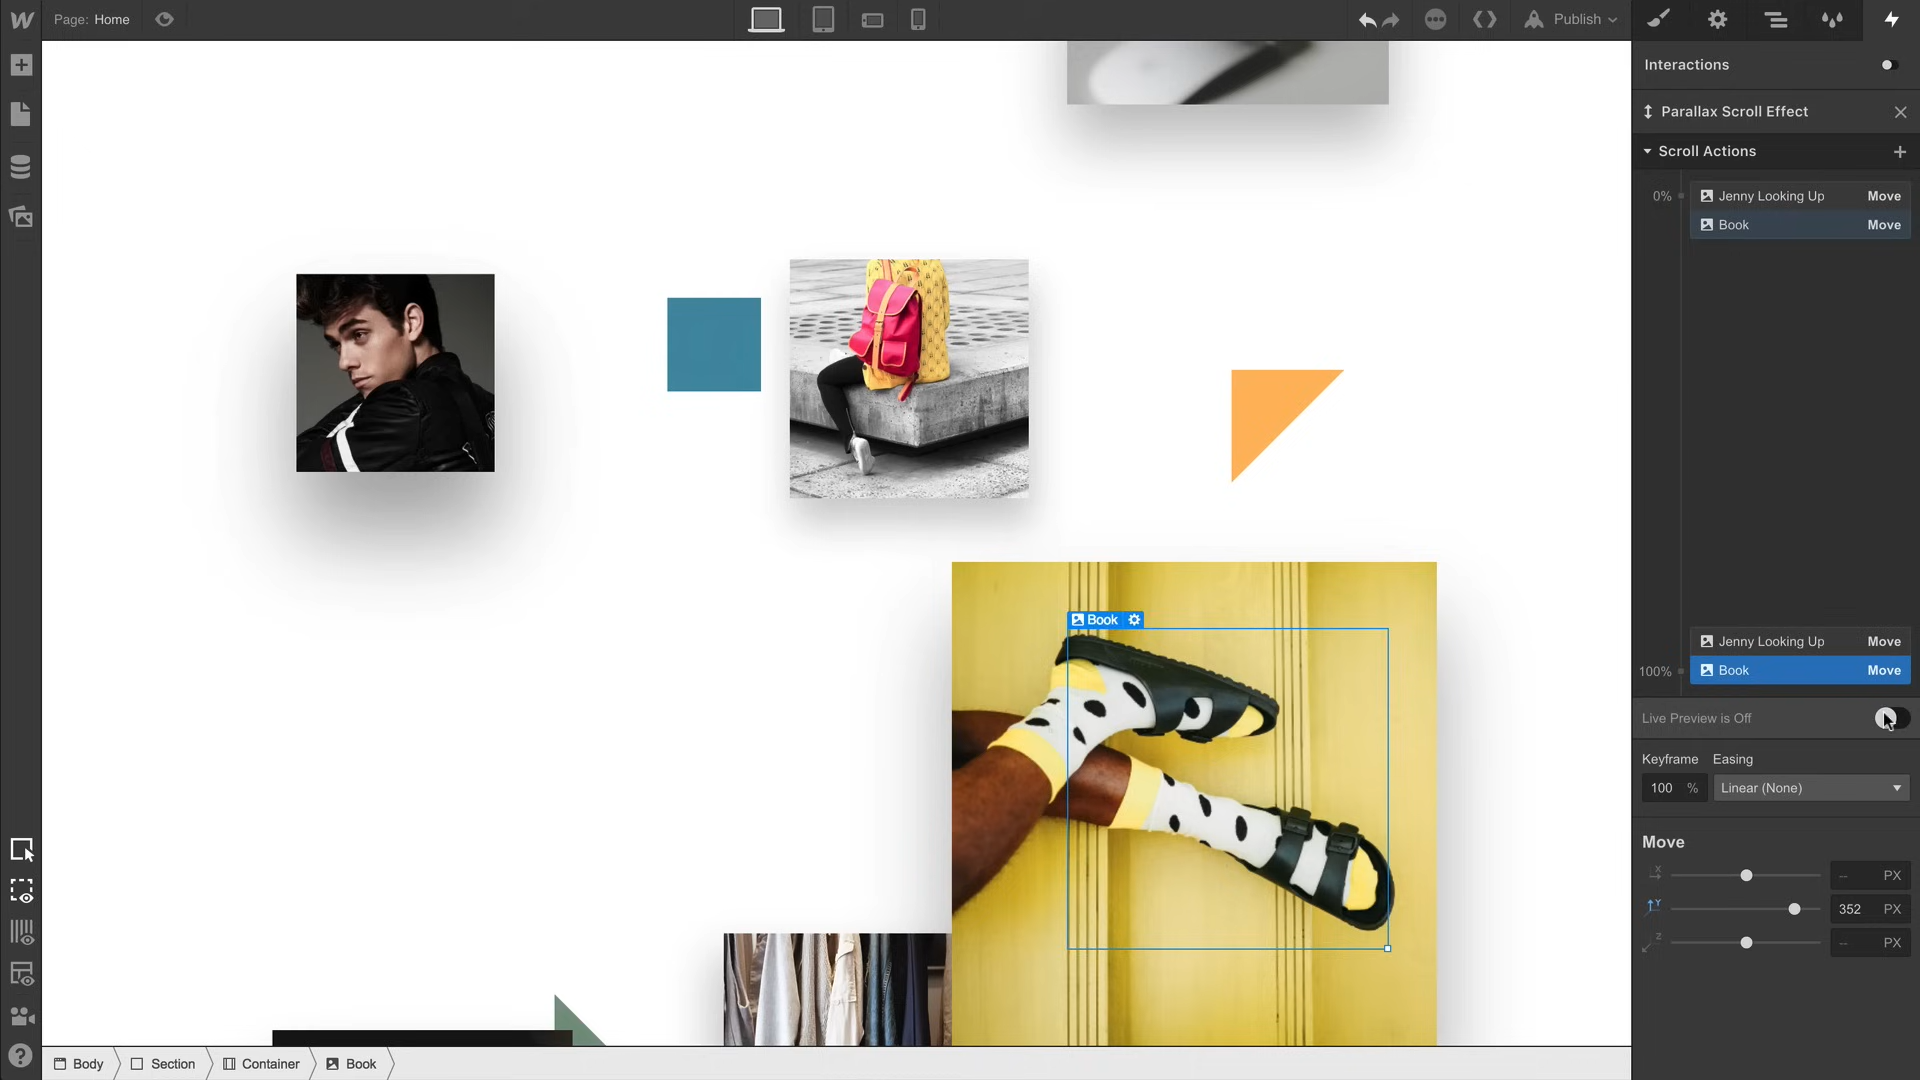 Page: Home
Publish
Interactions
Parallax Scroll Effect
Scroll Actions
0%
Jenny Looking Up Move
Book Move
Book
Jenny Looking Up Move
100%
Book Move
Live Preview is Off
Keyframe Easing
100 % Linear (None)
Move
X -- PX
Y 352 PX
Z -- PX
Body Section Container Book